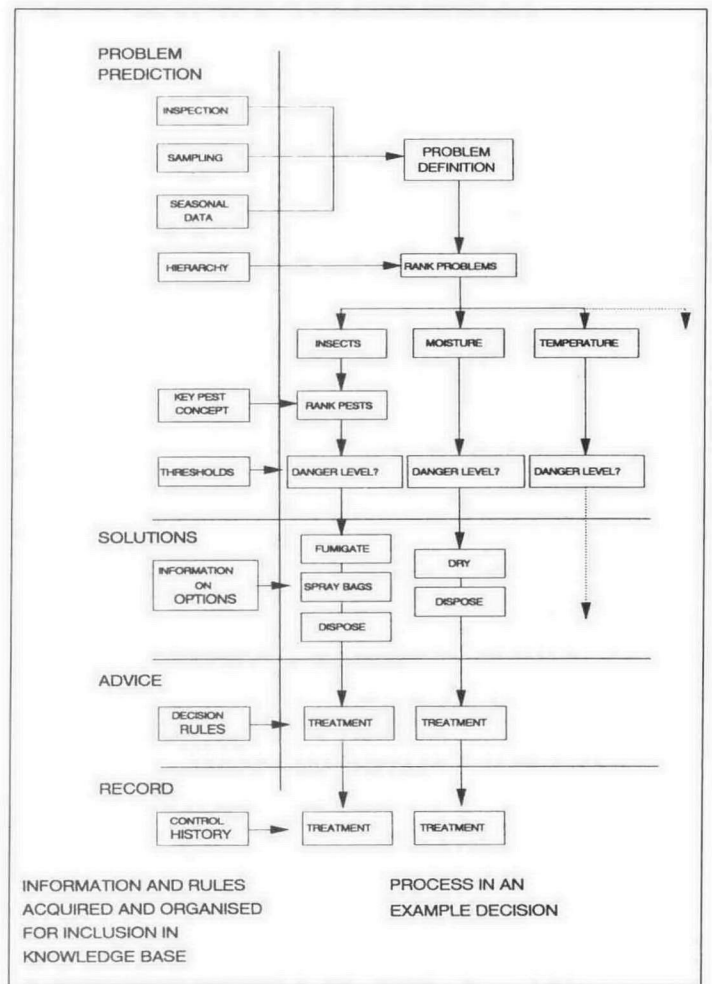 PROBLEM
PREDICTION
INSPECTION
SAMPLING
PROBLEM
DEFINITION
SEASONAL
DATA
HIERARCHY
RANK PROBLEMS
INSECTS
MOISTURE
TEMPERATURE
KEY PEST
CONCEPT
RANK PESTS
THRESHOLDS
DANGER LEVEL?
DANGER LEVEL?
DANGER LEVEL?
SOLUTIONS
FUMIGATE
DRY
INFORMATION
ON
OPTIONS
SPRAY BAGS
DISPOSE
DISPOSE
ADVICE
DECISION
RULES
TREATMENT
TREATMENT
RECORD
CONTROL
HISTORY
TREATMENT
TREATMENT
INFORMATION AND RULES
ACQUIRED AND ORGANISED
FOR INCLUSION IN
KNOWLEDGE BASE
PROCESS IN AN
EXAMPLE DECISION